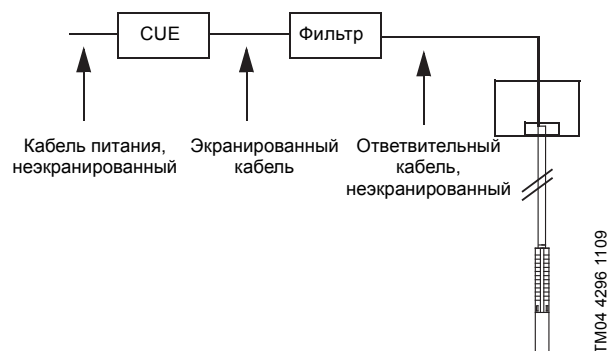 CUE
Фильтр
Кабель питания,
неэкранированный
Экранированный
кабель
Ответвительный
кабель,
неэкранированный
TM04 4296 1109